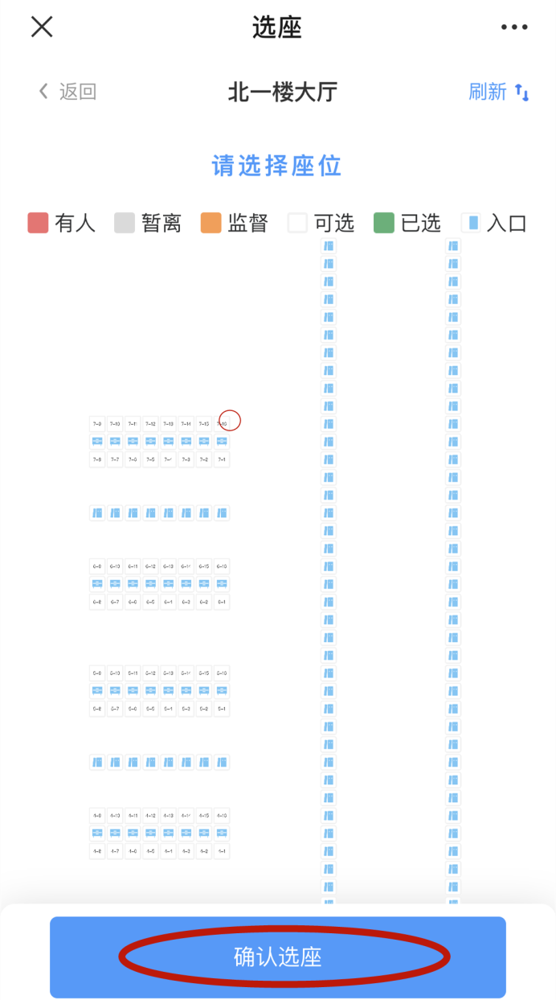 选座
返回
北一楼大厅
刷新
请选择座位
有人 暂离 监督 可选 已选 入口
7-9 7-10 7-11 7-12 7-13 7-14 7-15 7-16
7-8 7-7 7-6 7-5 7-4 7-3 7-2 7-1
6-9 6-10 6-11 6-12 6-13 6-14 6-15 6-16
6-8 6-7 6-6 6-5 6-4 6-3 6-2 6-1
5-9 5-10 5-11 5-12 5-13 5-14 5-15 5-16
5-8 5-7 5-6 5-5 5-4 5-3 5-2 5-1
4-9 4-10 4-11 4-12 4-13 4-14 4-15 4-16
4-8 4-7 4-6 4-5 4-4 4-3 4-2 4-1
确认选座